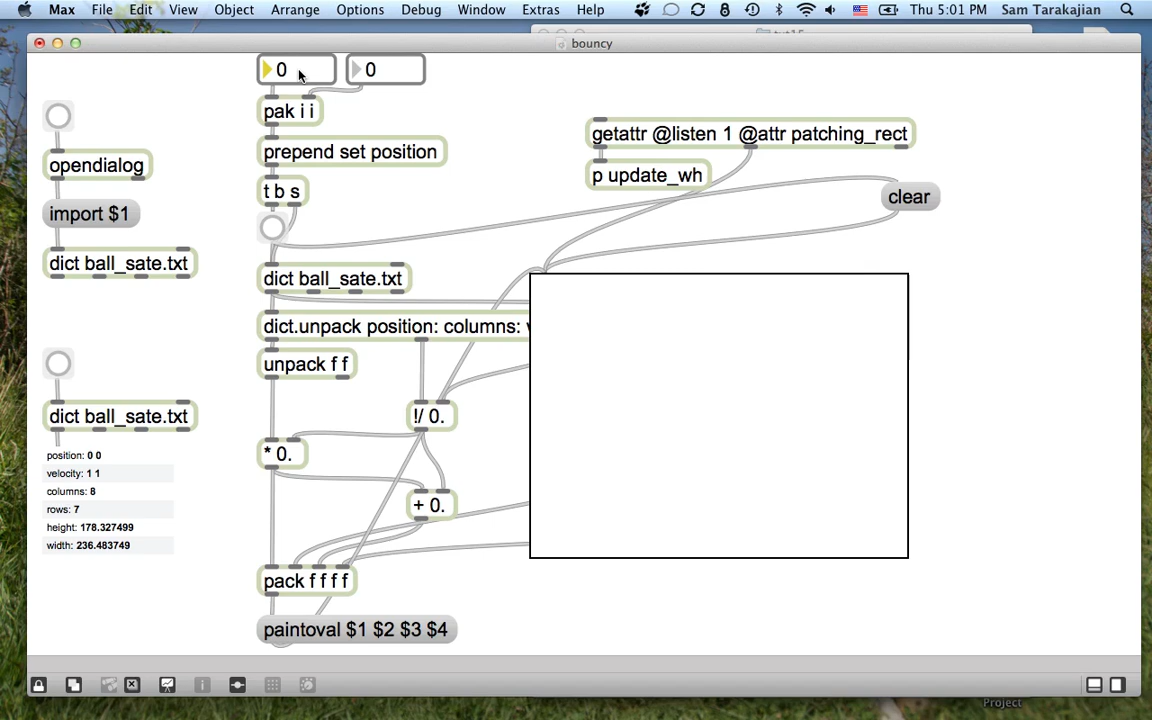 Max File Edit View Object Arrange Options Debug Window Extras Help Thu 5:01 PM Sam Tarakajian
bouncy
0
0
pak i i
prepend set position
t b s
opendialog
import $1
dict ball_sate.txt
getattr @listen 1 @attr patching_rect
p update_wh
clear
dict ball_sate.txt
dict.unpack position: columns:
unpack f f
!/ 0.
* 0.
+ 0.
pack f f f f
paintoval $1 $2 $3 $4
dict ball_sate.txt
position: 0 0
velocity: 1 1
columns: 8
rows: 7
height: 178.327499
width: 236.483749
Project